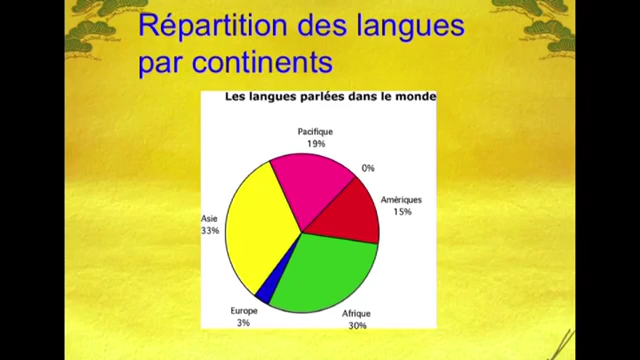 Répartition des langues
par continents
Les langues parlées dans le monde
Pacifique
19%
0%
Amèriques
15%
Asie
33%
Europe
3%
Afrique
30%